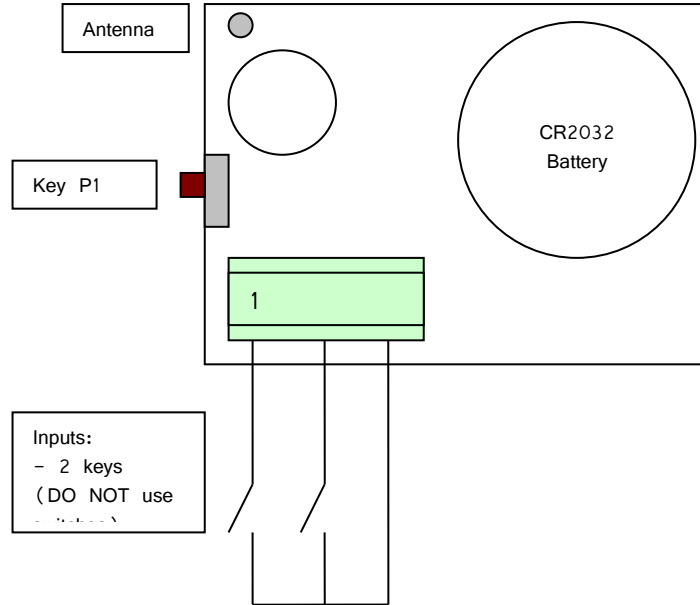 Antenna
CR2032
Battery
Key P1
1
Inputs:
- 2 keys
(DO NOT use